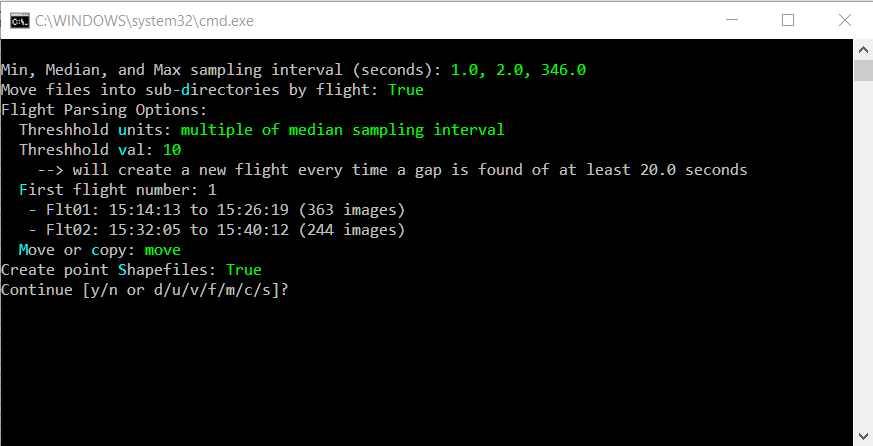 C:\WINDOWS\system32\cmd.exe
Min, Median, and Max sampling interval (seconds): 1.0, 2.0, 346.0
Move files into sub-directories by flight: True
Flight Parsing Options:
Threshhold units: multiple of median sampling interval
Threshhold val: 10
--> will create a new flight every time a gap is found of at least 20.0 seconds
First flight number: 1
- Flt01: 15:14:13 to 15:26:19 (363 images)
- Flt02: 15:32:05 to 15:40:12 (244 images)
Move or copy: move
Create point Shapefiles: True
Continue [y/n or d/u/v/f/m/c/s]?